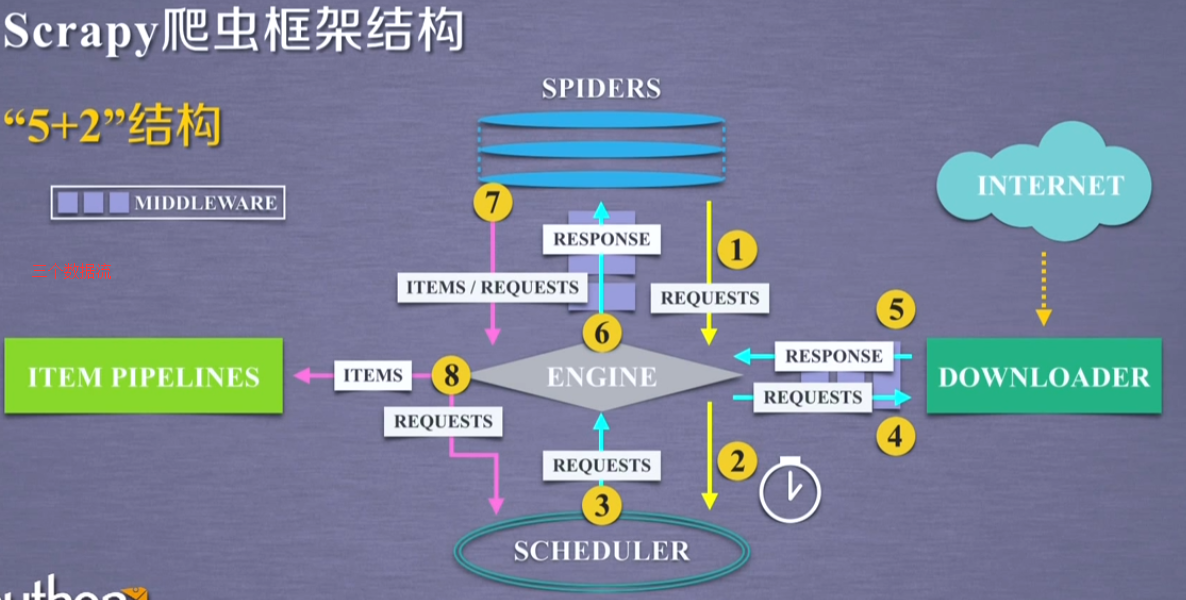 Scrapy爬虫框架结构
“5+2”结构
MIDDLEWARE
SPIDERS
INTERNET
7
RESPONSE
1
ITEMS / REQUESTS
REQUESTS
5
6
RESPONSE
ITEM PIPELINES
ITEMS
8
ENGINE
DOWNLOADER
REQUESTS
REQUESTS
4
REQUESTS
2
3
SCHEDULER